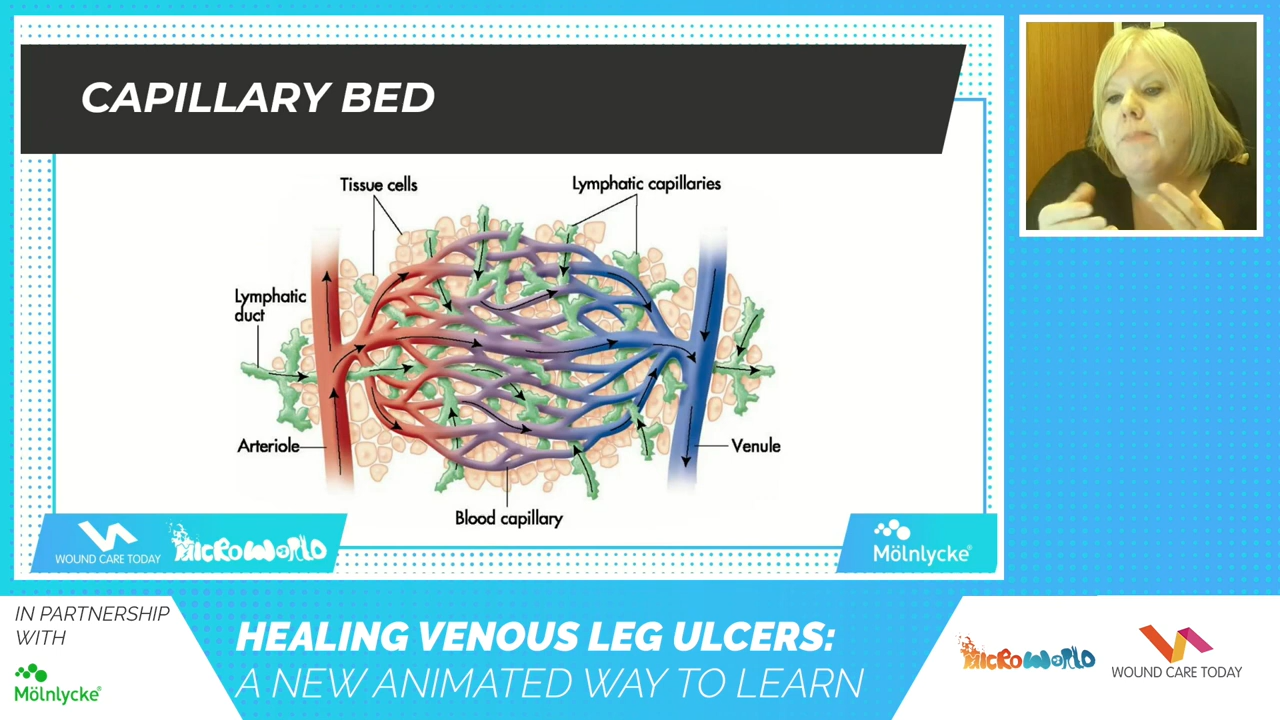 CAPILLARY BED
Tissue cells
Lymphatic capillaries
Lymphatic
duct
Arteriole
Venule
Blood capillary
WOUND CARE TODAY
MICROWORLD
Mölnlycke®
IN PARTNERSHIP
WITH
Mölnlycke®
HEALING VENOUS LEG ULCERS:
A NEW ANIMATED WAY TO LEARN
MICROWORLD
WOUND CARE TODAY